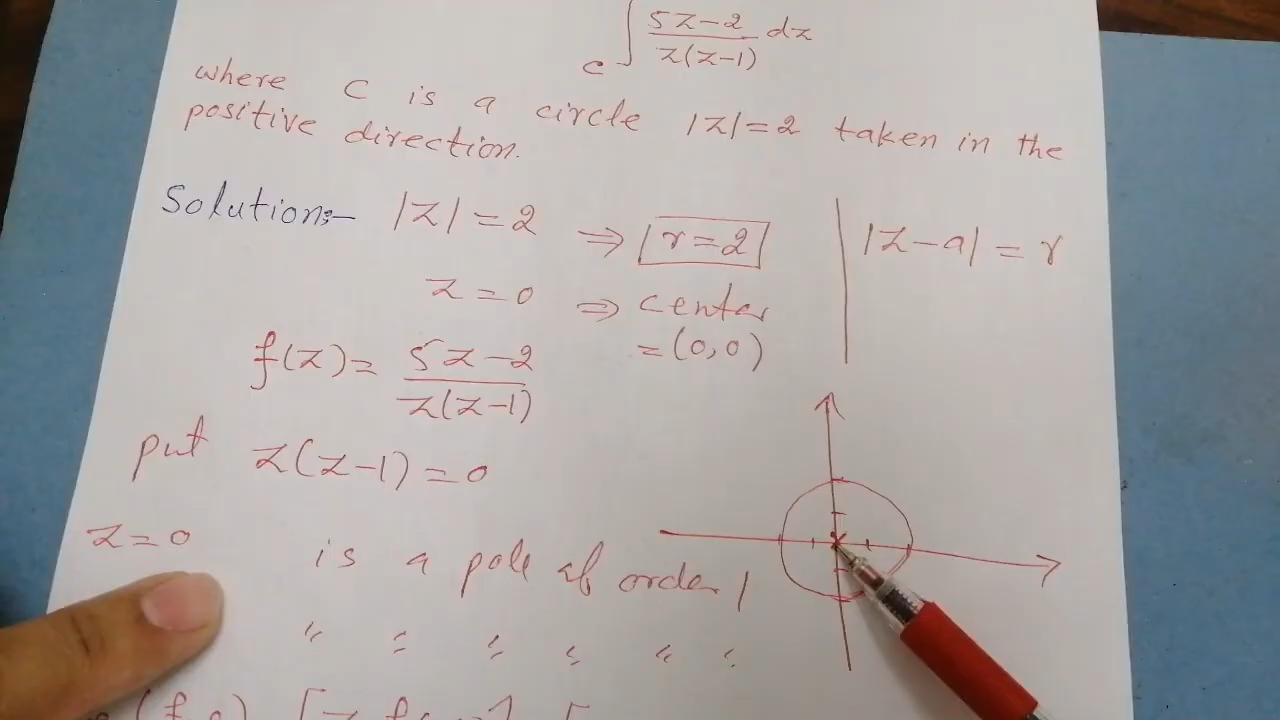 ∫c (5z-2)/(z(z-1)) dz
where c is a circle |z|=2 taken in the
positive direction.
Solution:- |z|=2 ⇒ r=2
|z-a|=r
z=0 ⇒ center
=(0,0)
f(z)= (5z-2)/(z(z-1))
put z(z-1)=0
z=0 is a pole of order 1
" " " " " "